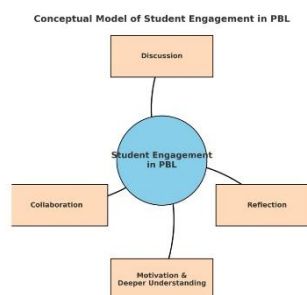 Conceptual Model of Student Engagement in PBL
Discussion
Student Engagement
in PBL
Collaboration
Reflection
Motivation &
Deeper Understanding